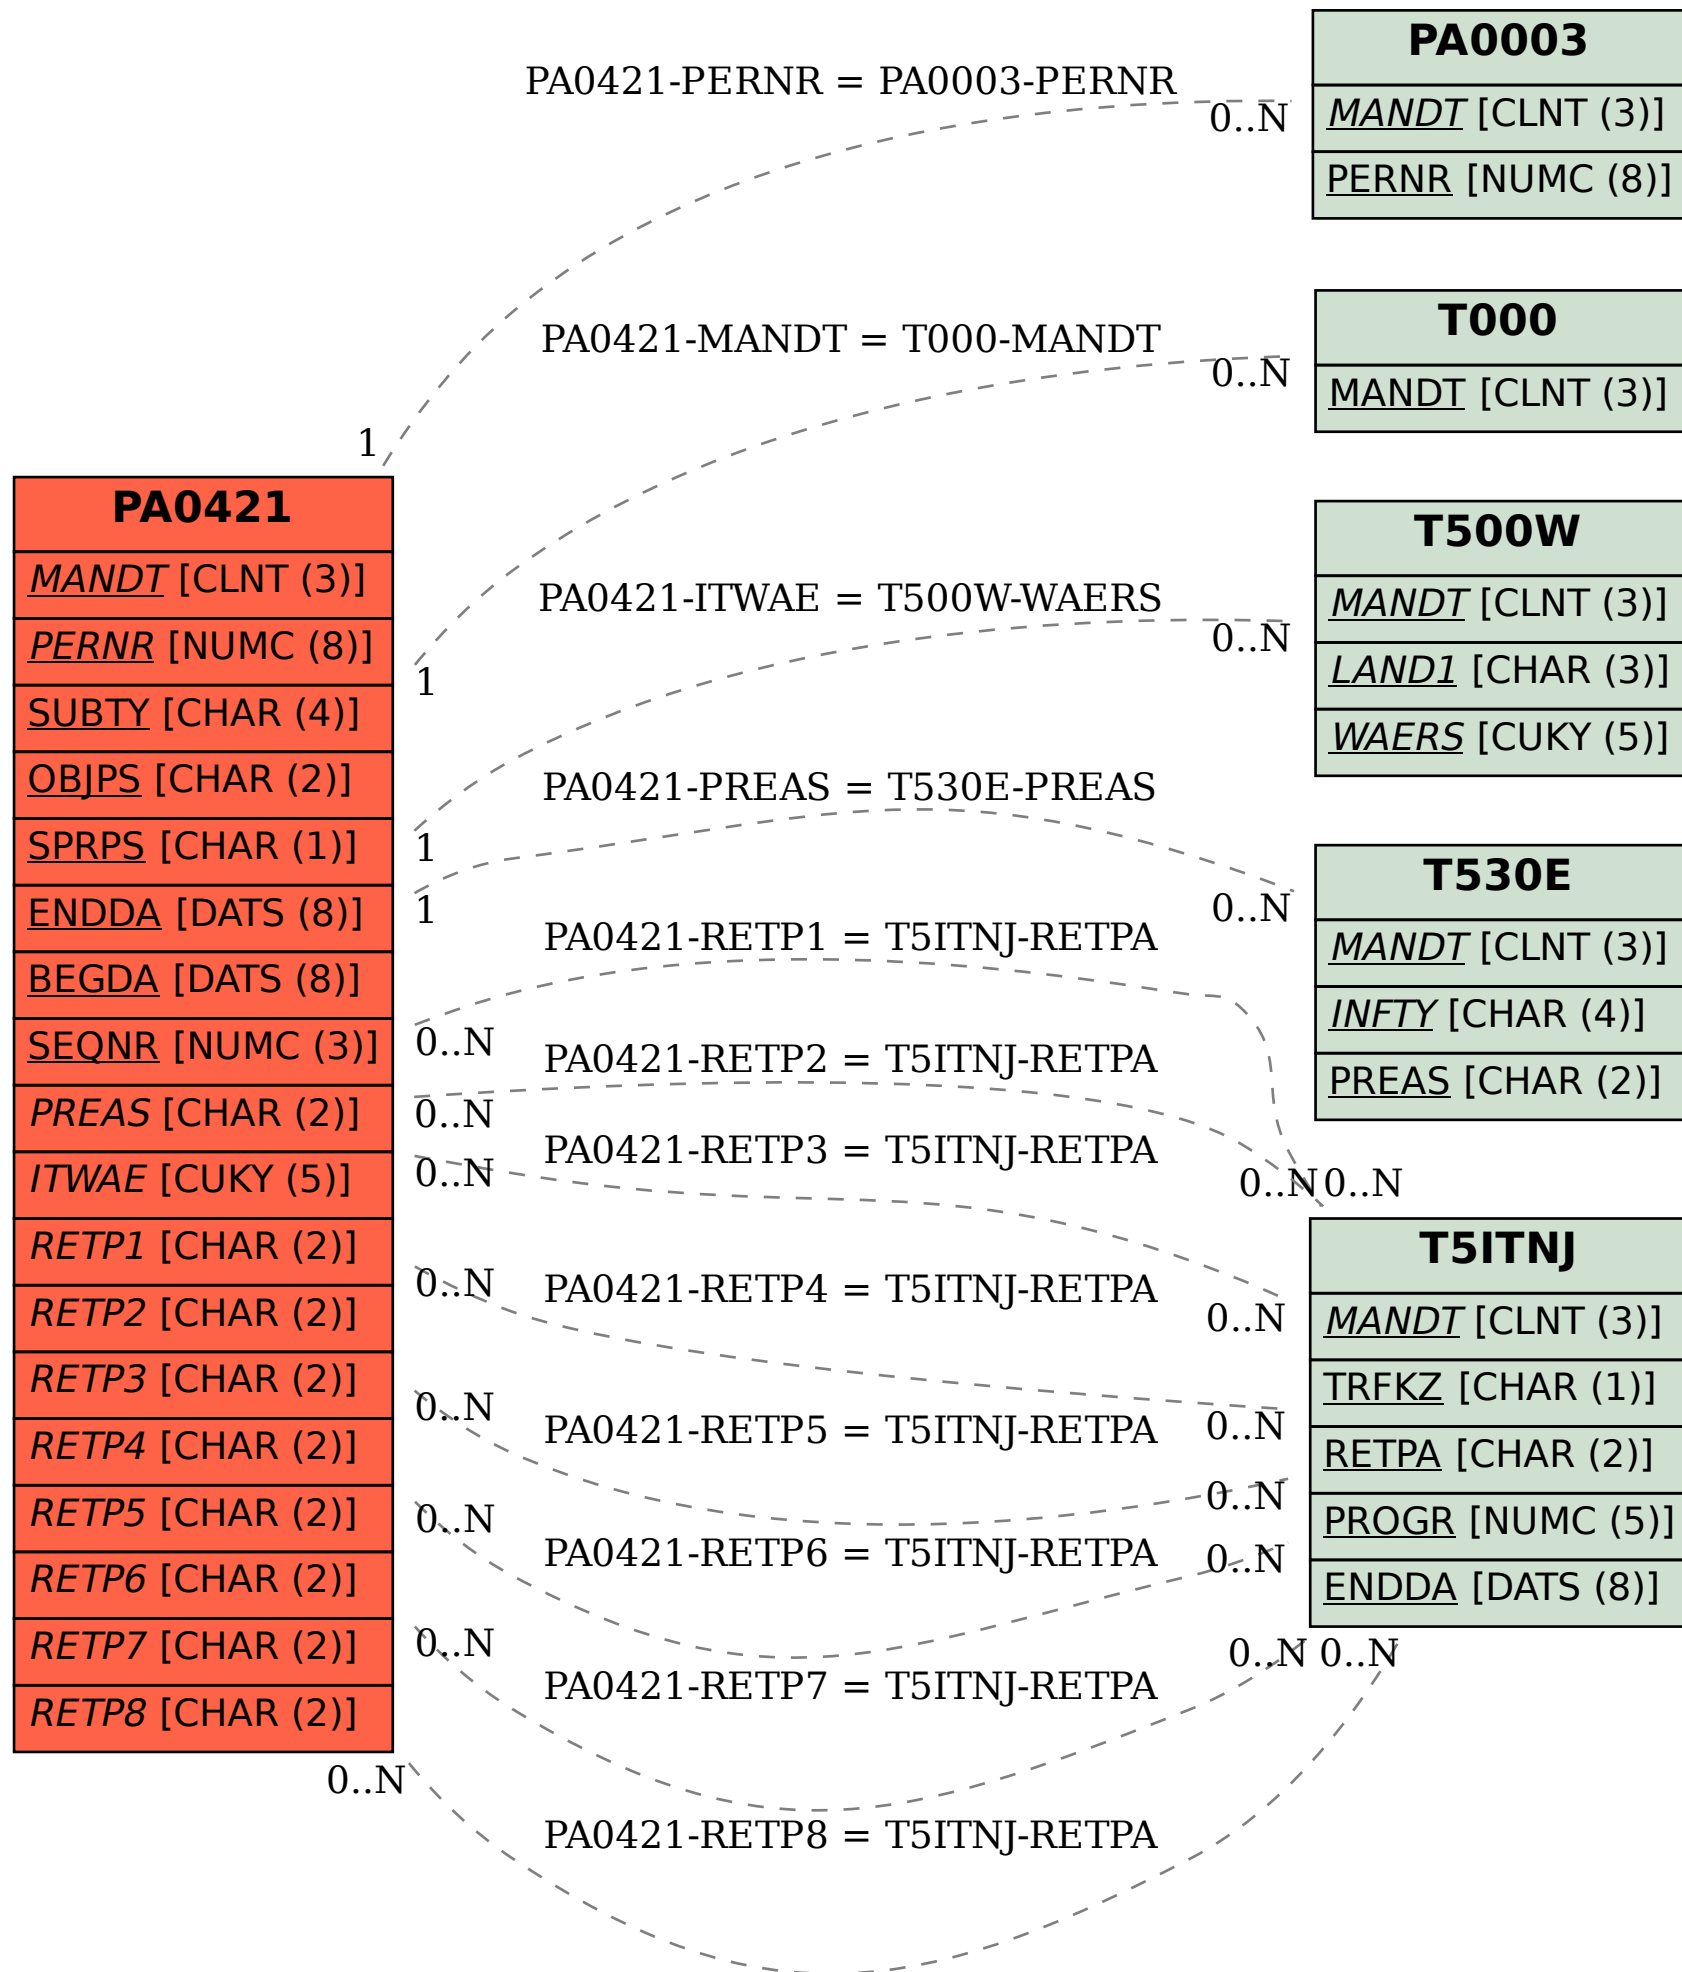 PA0003
MANDT [CLNT (3)]
PERNR [NUMC (8)]
PA0421-PERNR = PA0003-PERNR
0..N
1
T000
MANDT [CLNT (3)]
PA0421-MANDT = T000-MANDT
0..N
1
T500W
MANDT [CLNT (3)]
LAND1 [CHAR (3)]
WAERS [CUKY (5)]
PA0421-ITWAE = T500W-WAERS
0..N
1
T530E
MANDT [CLNT (3)]
INFTY [CHAR (4)]
PREAS [CHAR (2)]
PA0421-PREAS = T530E-PREAS
0..N
1
PA0421
MANDT [CLNT (3)]
PERNR [NUMC (8)]
SUBTY [CHAR (4)]
OBJPS [CHAR (2)]
SPRPS [CHAR (1)]
ENDDA [DATS (8)]
BEGDA [DATS (8)]
SEQNR [NUMC (3)]
PREAS [CHAR (2)]
ITWAE [CUKY (5)]
RETP1 [CHAR (2)]
RETP2 [CHAR (2)]
RETP3 [CHAR (2)]
RETP4 [CHAR (2)]
RETP5 [CHAR (2)]
RETP6 [CHAR (2)]
RETP7 [CHAR (2)]
RETP8 [CHAR (2)]
PA0421-RETP1 = T5ITNJ-RETPA
0..N
0..N
PA0421-RETP2 = T5ITNJ-RETPA
0..N
0..N
PA0421-RETP3 = T5ITNJ-RETPA
0..N
0..N
PA0421-RETP4 = T5ITNJ-RETPA
0..N
0..N
PA0421-RETP5 = T5ITNJ-RETPA
0..N
0..N
PA0421-RETP6 = T5ITNJ-RETPA
0..N
0..N
PA0421-RETP7 = T5ITNJ-RETPA
0..N
0..N
PA0421-RETP8 = T5ITNJ-RETPA
0..N
0..N
T5ITNJ
MANDT [CLNT (3)]
TRFKZ [CHAR (1)]
RETPA [CHAR (2)]
PROGR [NUMC (5)]
ENDDA [DATS (8)]